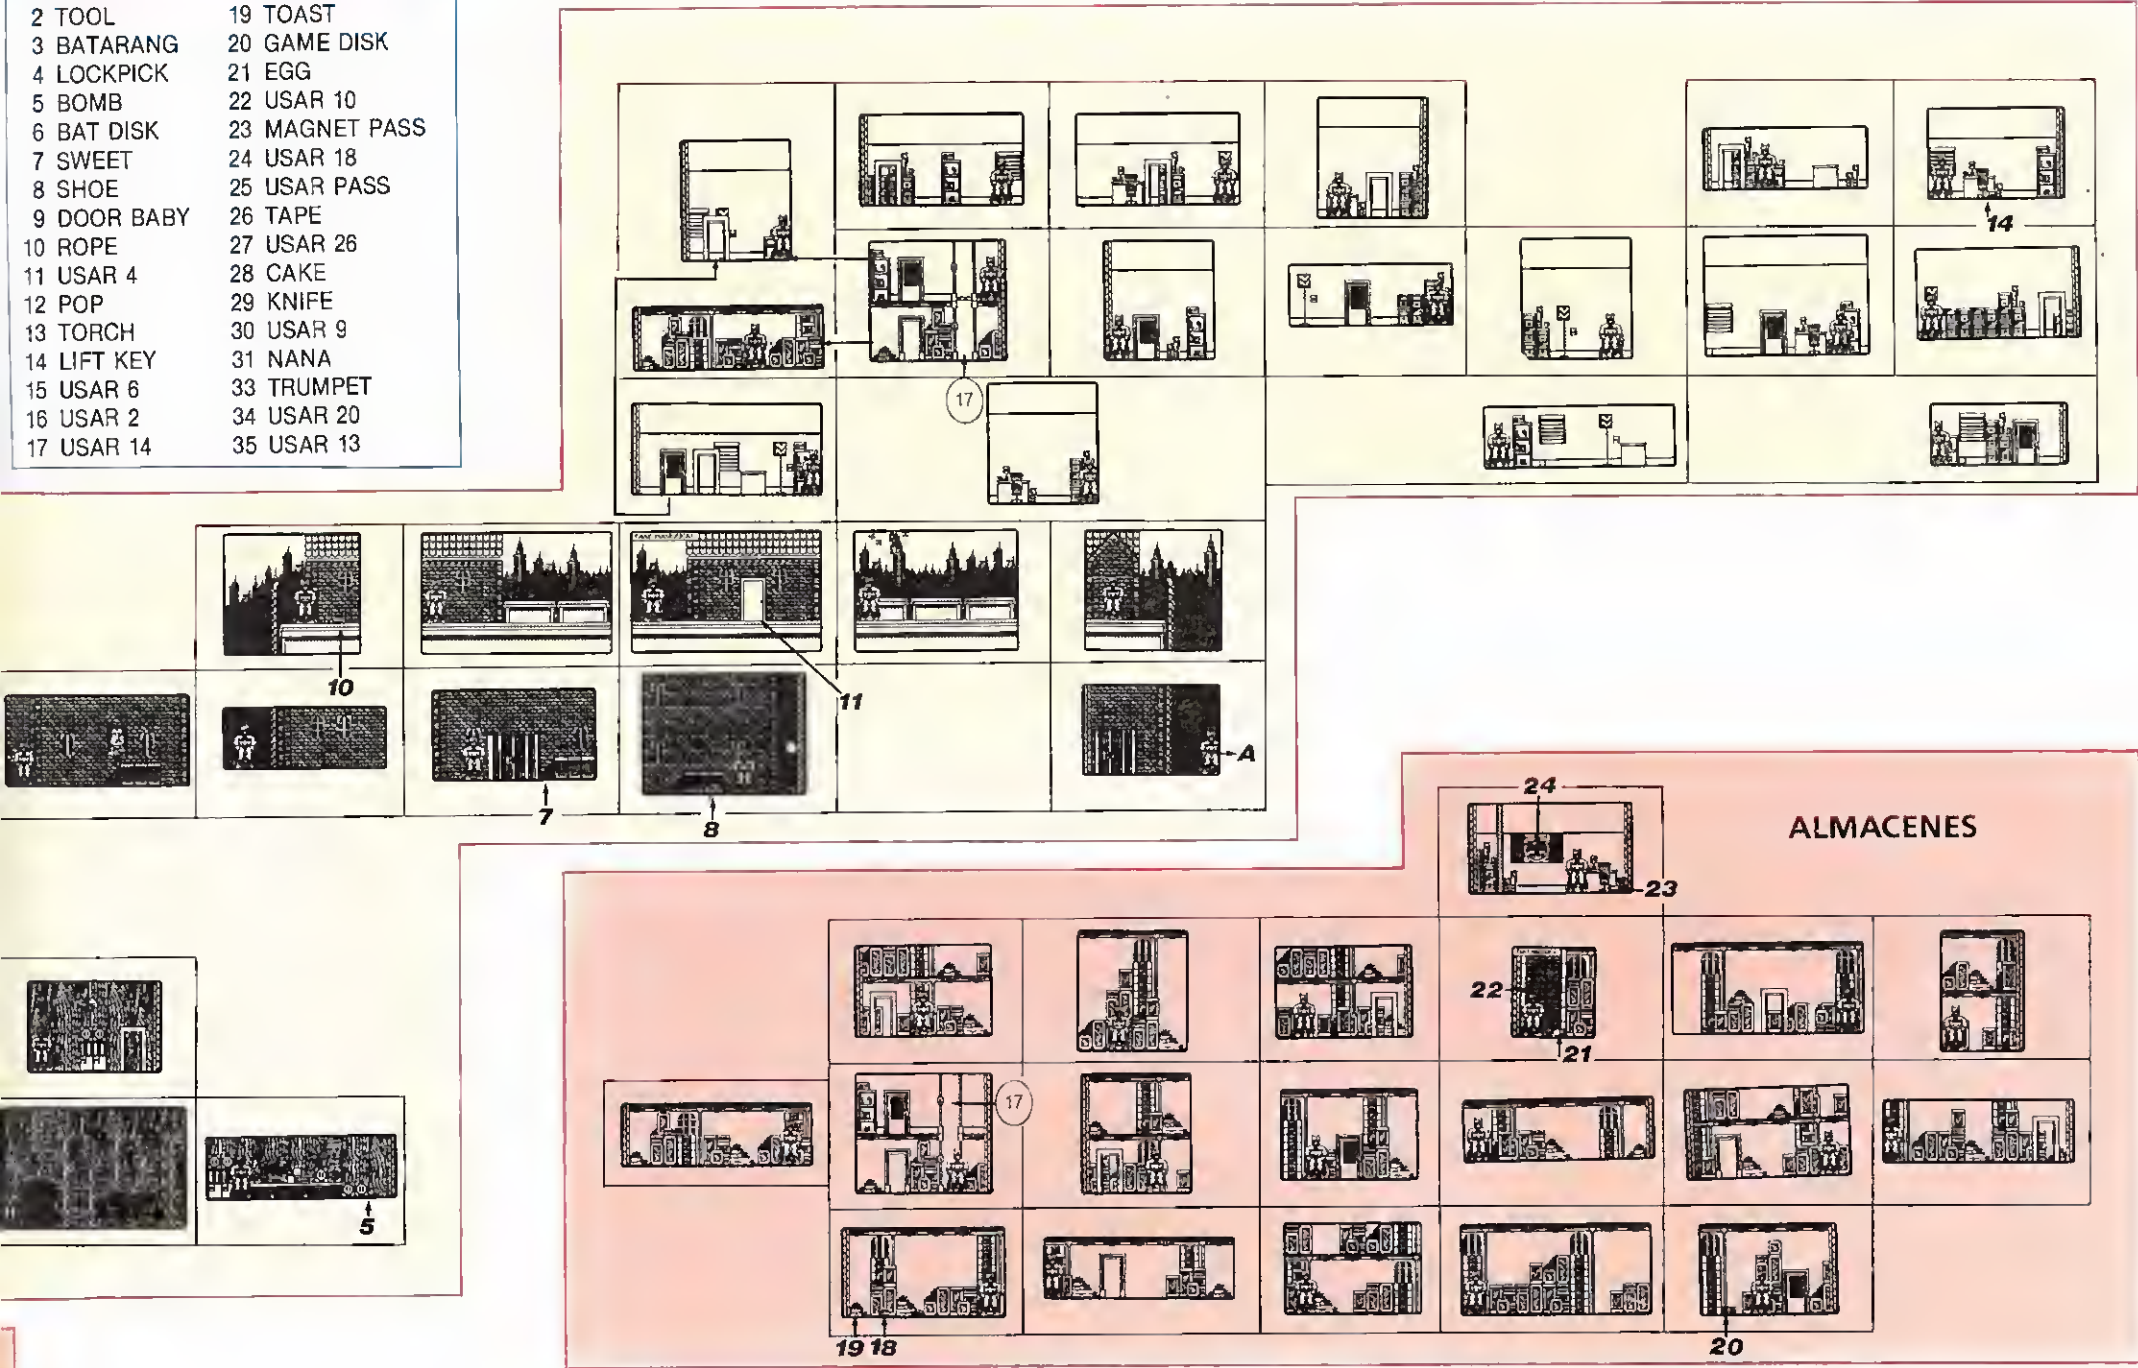 2 TOOL
3 BATARANG
4 LOCKPICK
5 BOMB
6 BAT DISK
7 SWEET
8 SHOE
9 DOOR BABY
10 ROPE
11 USAR 4
12 POP
13 TORCH
14 LIFT KEY
15 USAR 6
16 USAR 2
17 USAR 14
19 TOAST
20 GAME DISK
21 EGG
22 USAR 10
23 MAGNET PASS
24 USAR 18
25 USAR PASS
26 TAPE
27 USAR 26
28 CAKE
29 KNIFE
30 USAR 9
31 NANA
33 TRUMPET
34 USAR 20
35 USAR 13
14
17
10
11
A
7
8
24
ALMACENES
23
22
21
17
5
19 18
20